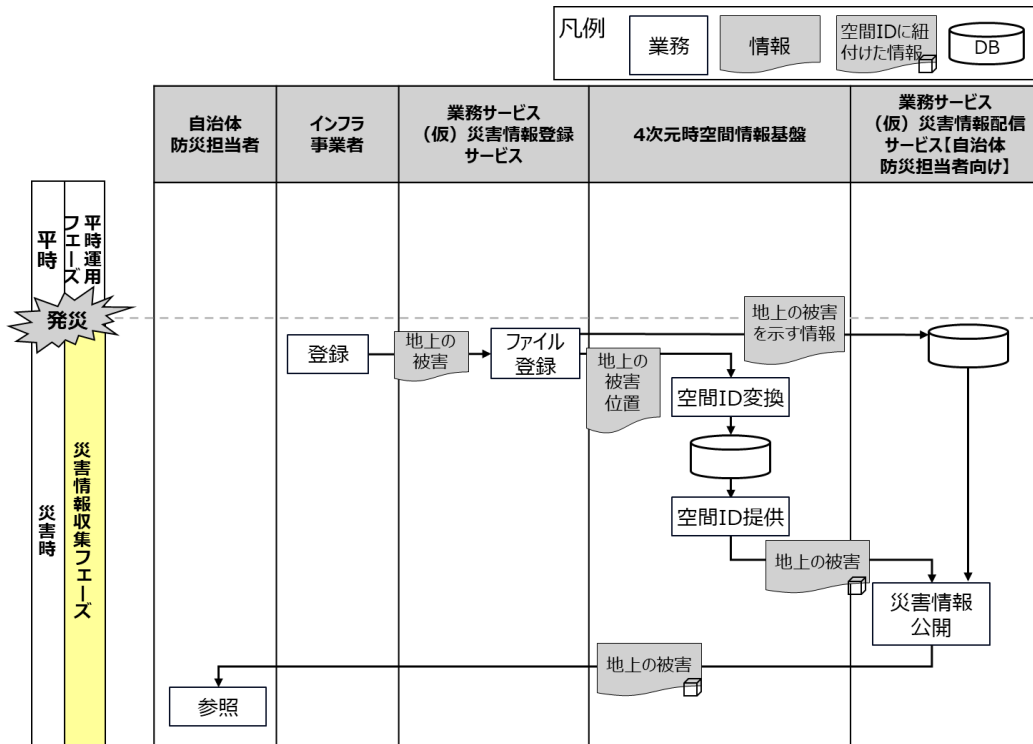 凡例
業務
情報
空間IDに紐
付けた情報
DB
自治体
防災担当者
インフラ
事業者
業務サービス
（仮）災害情報登録
サービス
4次元時空間情報基盤
業務サービス
（仮）災害情報配信
サービス【自治体
防災担当者向け】
平時
平時運用
フェーズ
発災
災害時
災害情報収集フェーズ
登録
地上の
被害
ファイル
登録
地上の被害
を示す情報
地上の
被害
位置
空間ID変換
空間ID提供
地上の被害
災害情報
公開
地上の被害
参照